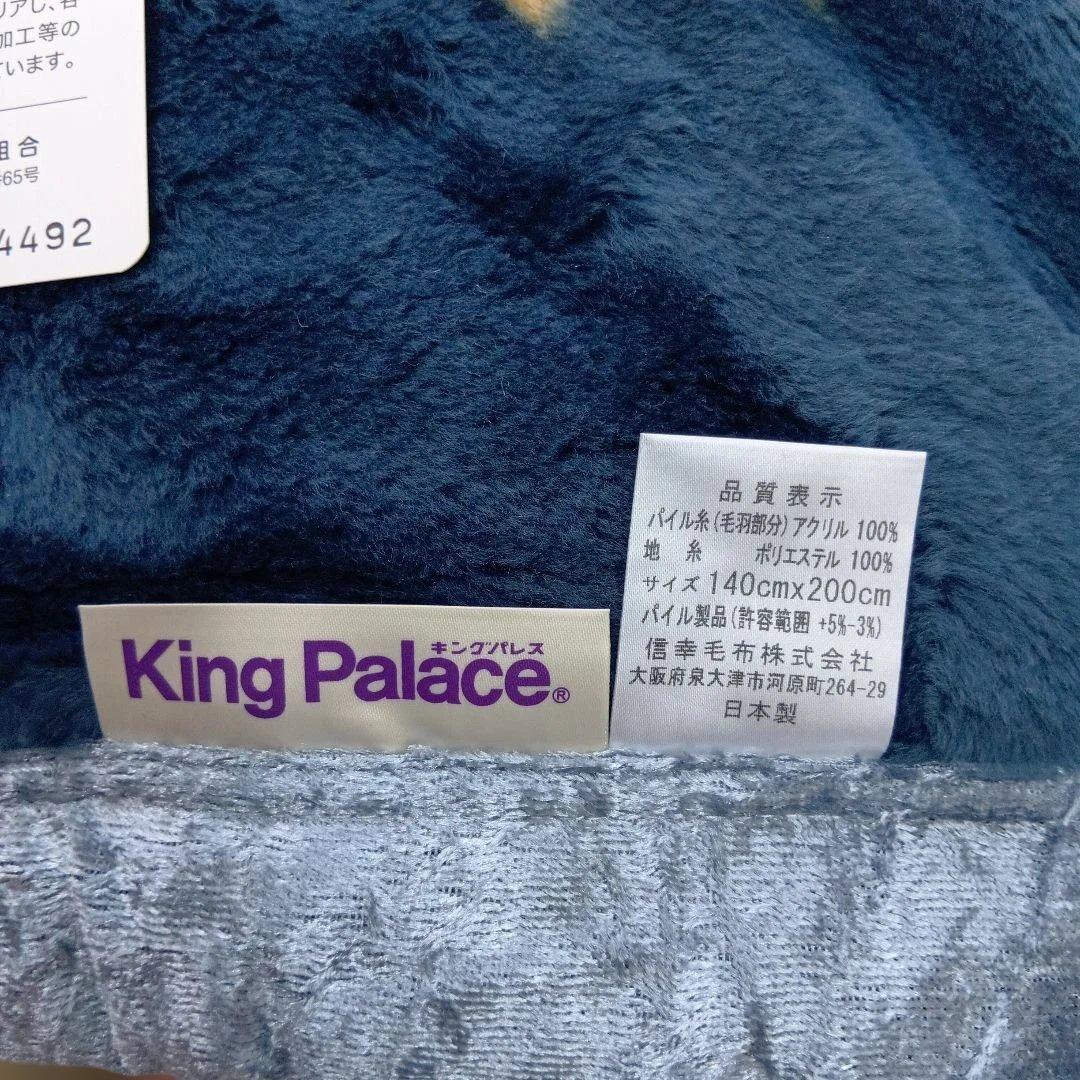 リアし、各
加工等の
ています。
組合
65号
4492
キングパレス
King Palace®
品質表示
パイル糸(毛羽部分)アクリル 100%
地 糸 ポリエステル 100%
サイズ 140cm×200cm
パイル製品(許容範囲 +5%-3%)
信幸毛布株式会社
大阪府泉大津市河原町264-29
日本製